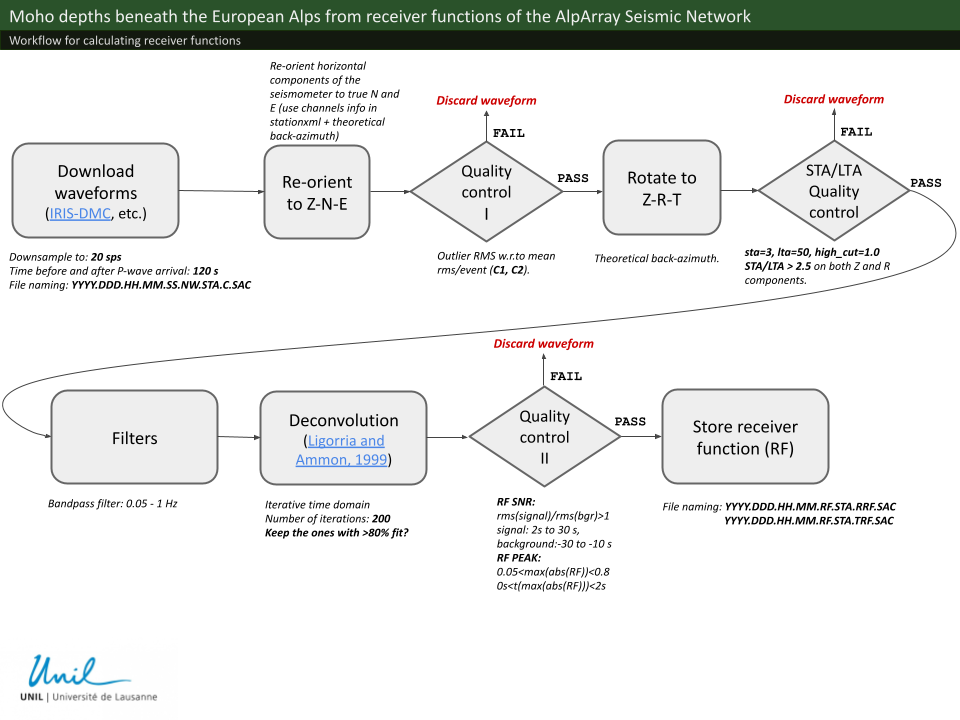 Moho depths beneath the European Alps from receiver functions of the AlpArray Seismic Network
Workflow for calculating receiver functions
Re-orient horizontal
components of the
seismometer to true N and
E (use channels info in
stationxml + theoretical
back-azimuth)
Discard waveform
Discard waveform
FAIL
FAIL
Download
waveforms
(IRIS-DMC, etc.)
Re-orient
to Z-N-E
Quality
control
I
PASS
Rotate to
Z-R-T
STA/LTA
Quality
control
PASS
Downsample to: 20 sps
Time before and after P-wave arrival: 120 s
File naming: YYYY.DDD.HH.MM.SS.NW.STA.C.SAC
Outlier RMS w.r.to mean
rms/event (C1, C2).
Theoretical back-azimuth.
sta=3, lta=50, high_cut=1.0
STA/LTA > 2.5 on both Z and R
components.
Discard waveform
FAIL
Filters
Deconvolution
(Ligorria and
Ammon, 1999)
Quality
control
II
PASS
Store receiver
function (RF)
Bandpass filter: 0.05 - 1 Hz
Iterative time domain
Number of iterations: 200
Keep the ones with >80% fit?
RF SNR:
rms(signal)/rms(bgr)>1
signal: 2s to 30 s,
background:-30 to -10 s
RF PEAK:
0.05<max(abs(RF))<0.8
0s<t(max(abs(RF)))<2s
File naming: YYYY.DDD.HH.MM.RF.STA.RRF.SAC
YYYY.DDD.HH.MM.RF.STA.TRF.SAC
Unil
UNIL | Université de Lausanne